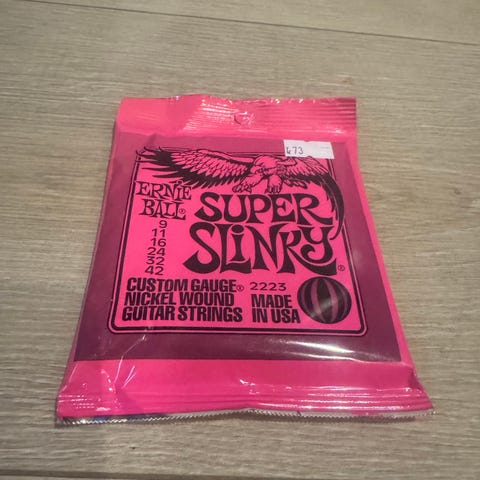 473
ERNIE
BALL®
SUPER
SLINKY®
9
11
16
24
32
42
CUSTOM GAUGE® 2223
NICKEL WOUND
GUITAR STRINGS
MADE
IN USA